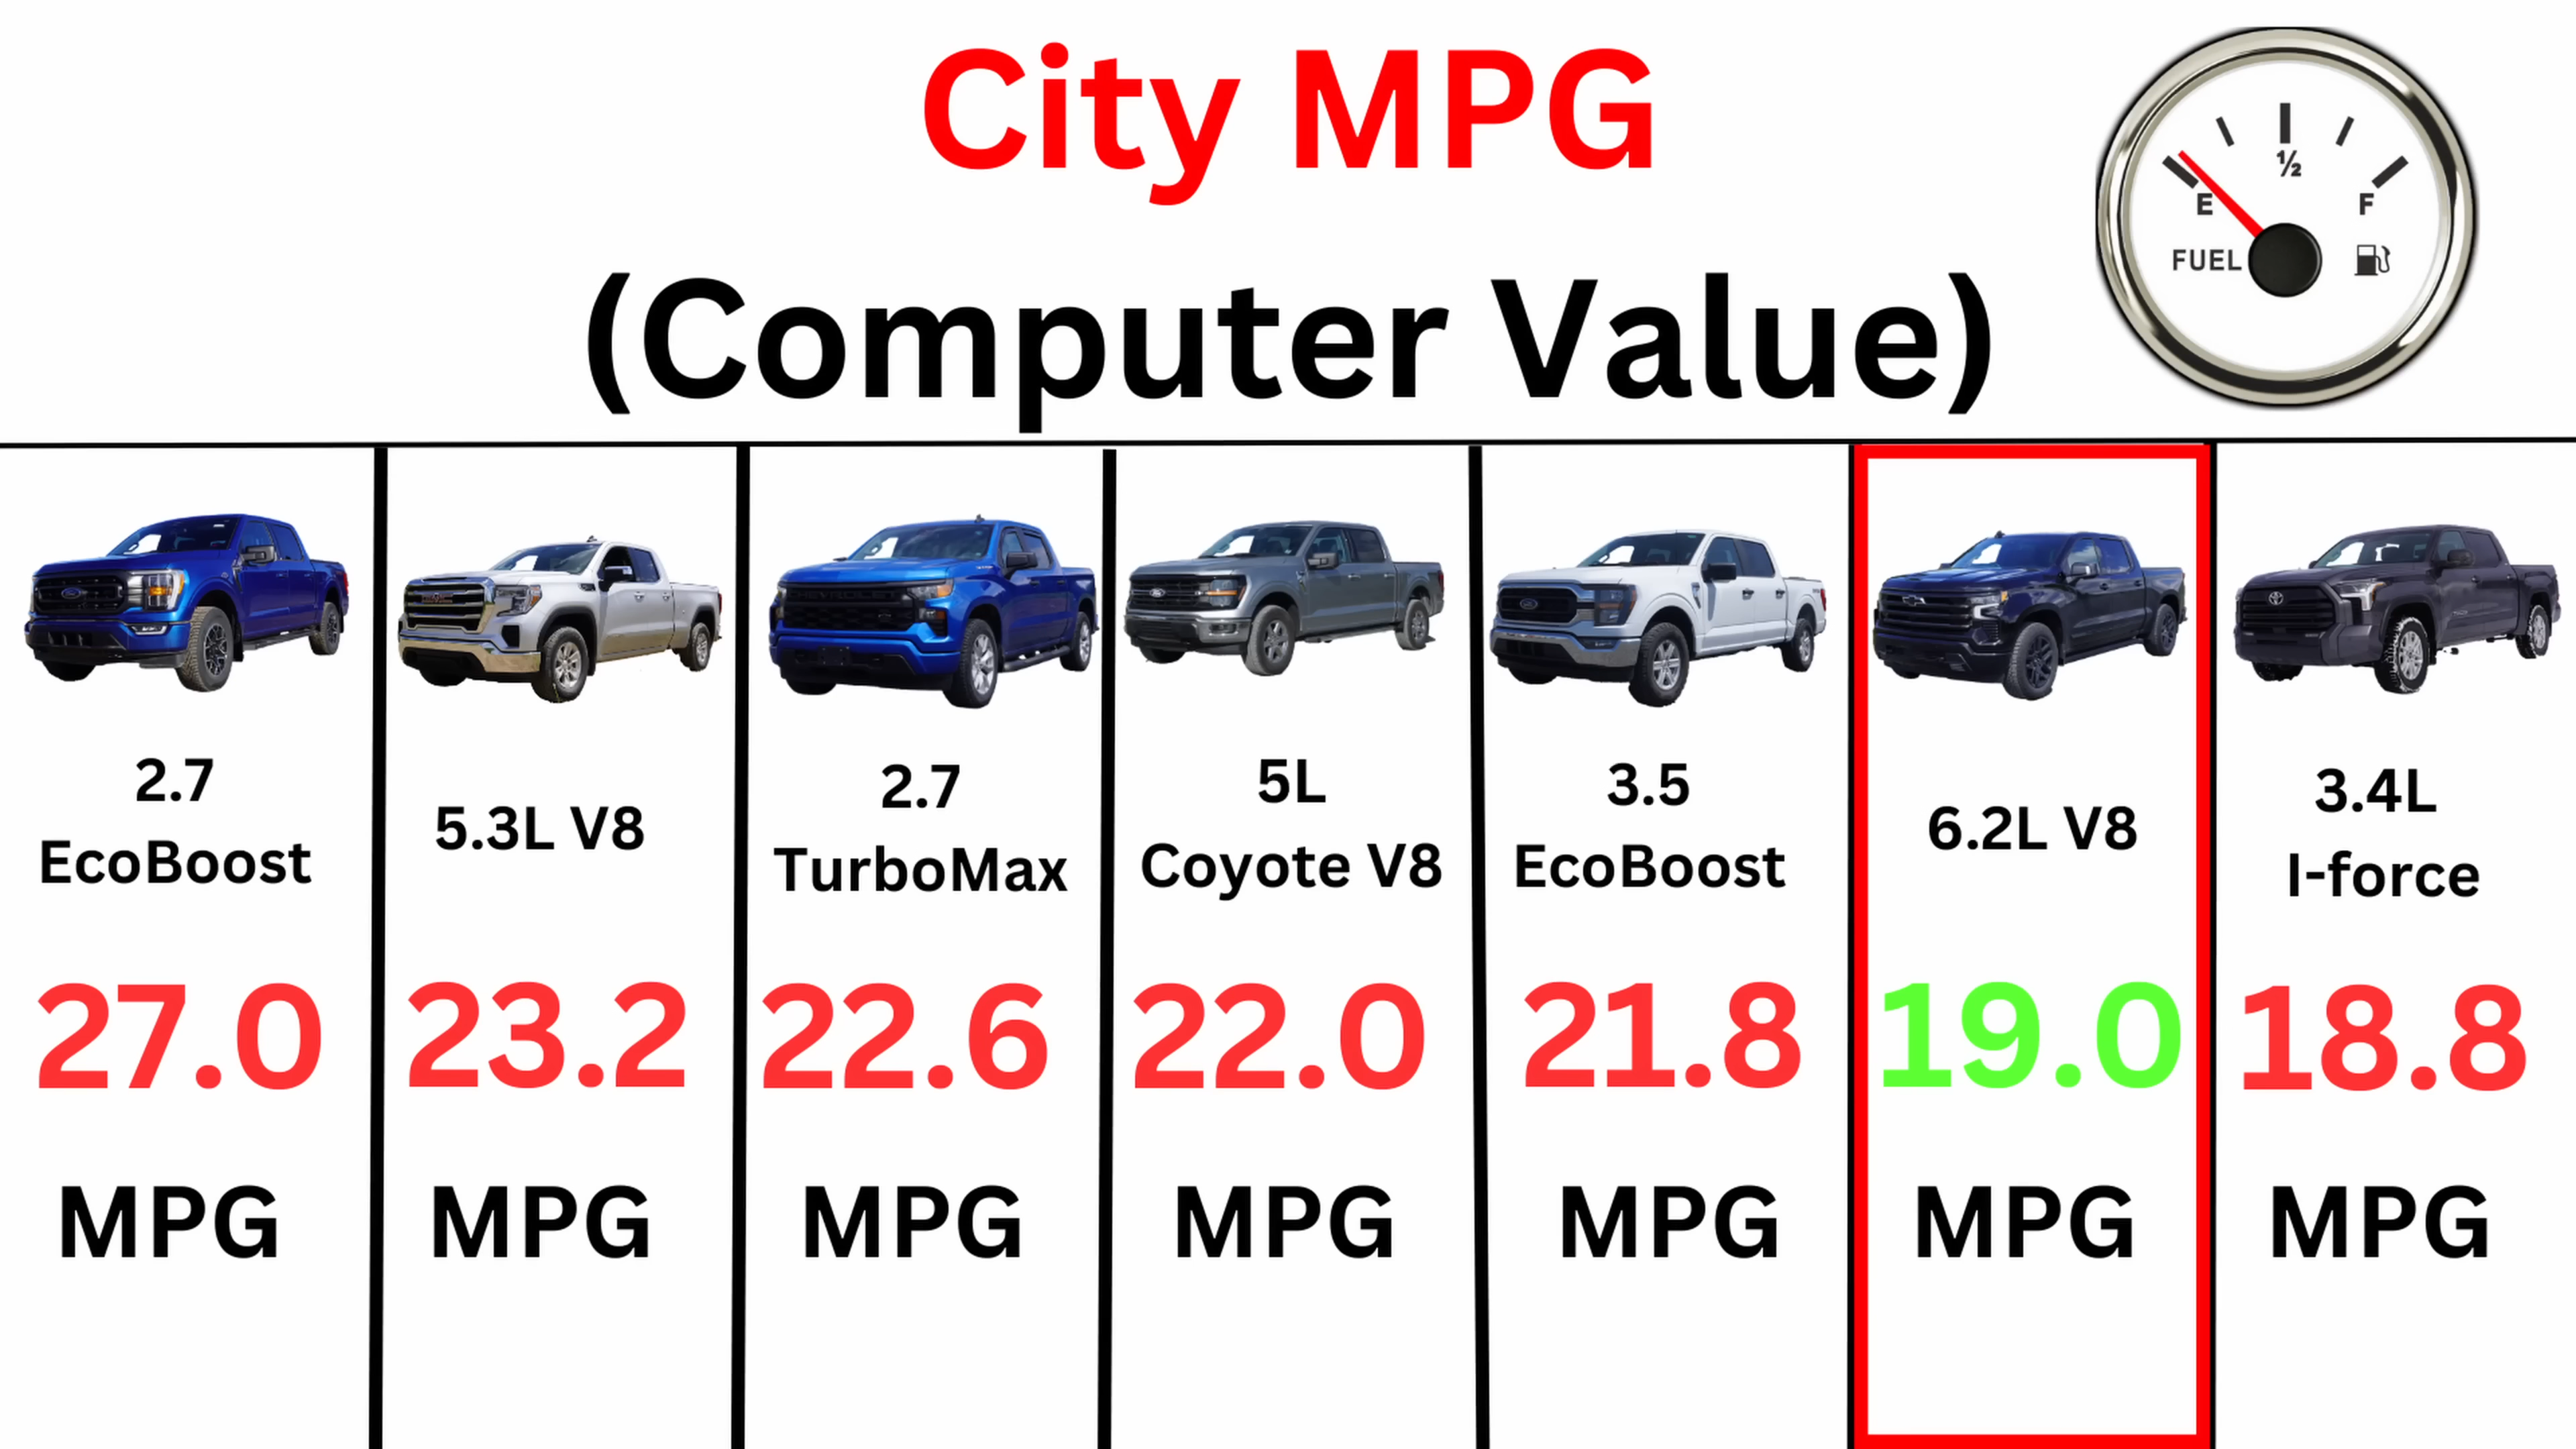 City MPG
(Computer Value)
½
E
F
FUEL
CHEVROLET
2.7
EcoBoost
27.0
MPG
5.3L V8
23.2
MPG
2.7
TurboMax
22.6
MPG
5L
Coyote V8
22.0
MPG
3.5
EcoBoost
21.8
MPG
6.2L V8
19.0
MPG
3.4L
I-force
18.8
MPG